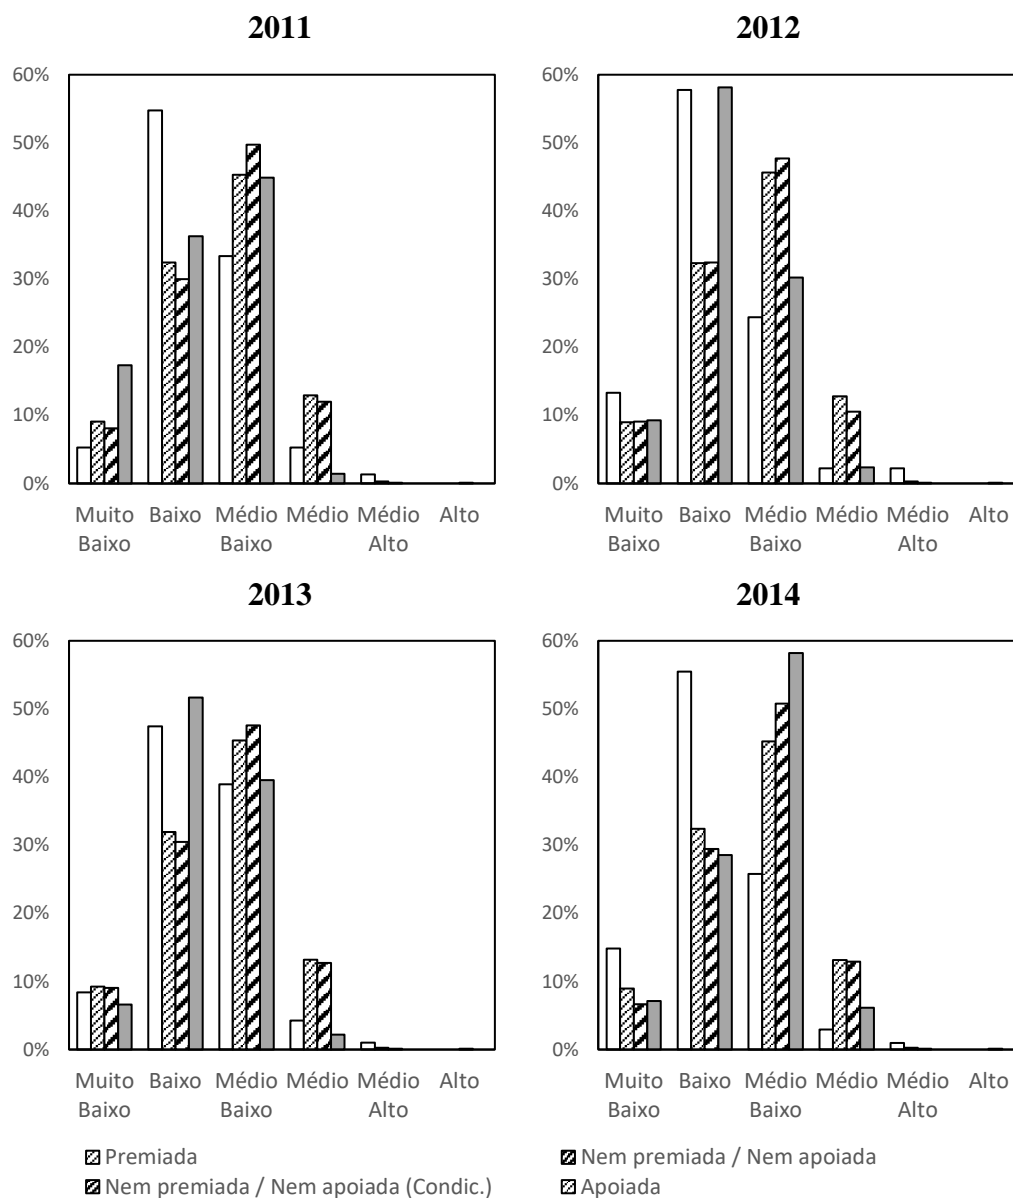 2011
2012
60%
50%
40%
30%
20%
10%
0%
Muito Baixo Médio Médio Médio Alto
Baixo Baixo Alto
60%
50%
40%
30%
20%
10%
0%
Muito Baixo Médio Médio Médio Alto
Baixo Baixo Alto
2013
2014
60%
50%
40%
30%
20%
10%
0%
Muito Baixo Médio Médio Médio Alto
Baixo Baixo Alto
60%
50%
40%
30%
20%
10%
0%
Muito Baixo Médio Médio Médio Alto
Baixo Baixo Alto
Premiada
Nem premiada / Nem apoiada
Nem premiada / Nem apoiada (Condic.)
Apoiada